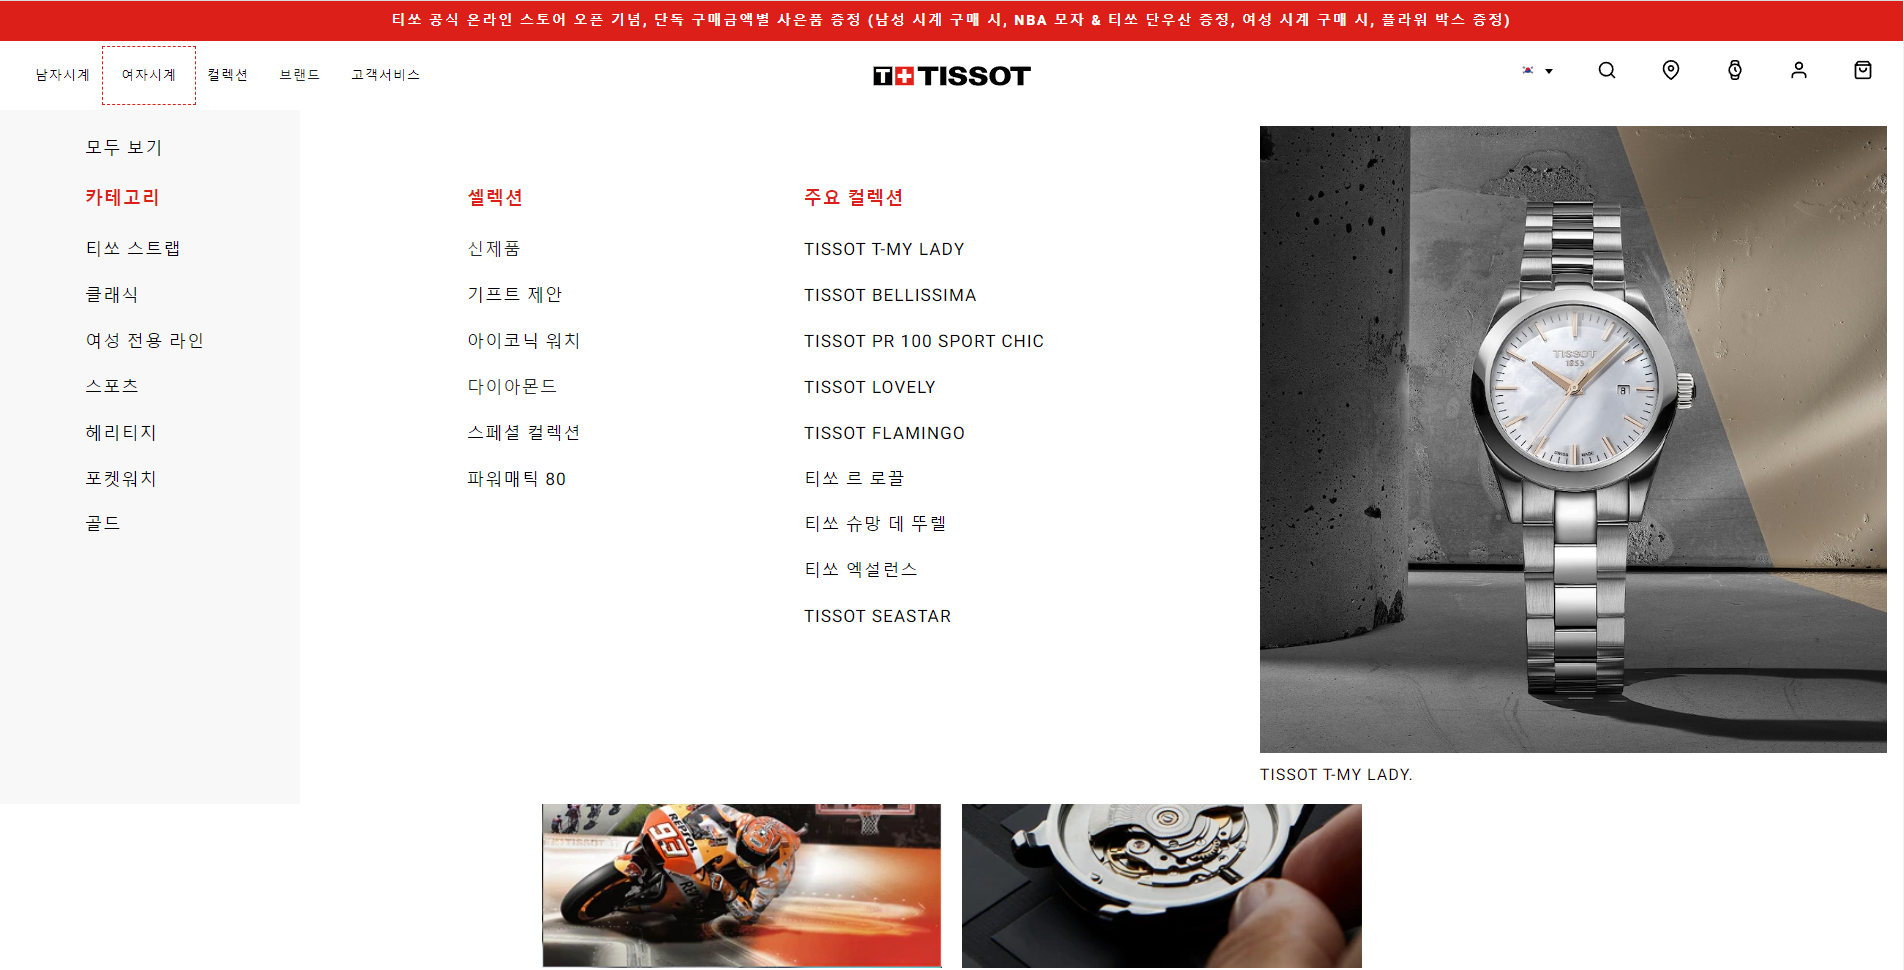 티쏘 공식 온라인 스토어 오픈 기념, 단독 구매금액별 사은품 증정 (남성 시계 구매 시, NBA 모자 & 티쏘 단우산 증정, 여성 시계 구매 시, 플라워 박스 증정)
남자시계 여자시계 컬렉션 브랜드 고객서비스
T+ TISSOT
모두 보기
카테고리
티쏘 스트랩
클래식
여성 전용 라인
스포츠
헤리티지
포켓워치
골드
셀렉션
신제품
기프트 제안
아이코닉 워치
다이아몬드
스페셜 컬렉션
파워매틱 80
주요 컬렉션
TISSOT T-MY LADY
TISSOT BELLISSIMA
TISSOT PR 100 SPORT CHIC
TISSOT LOVELY
TISSOT FLAMINGO
티쏘 르 로끌
티쏘 슈망 데 뚜렐
티쏘 엑설런스
TISSOT SEASTAR
TISSOT
1853
8
SWISS MADE
TISSOT T-MY LADY.
REPSOL
93